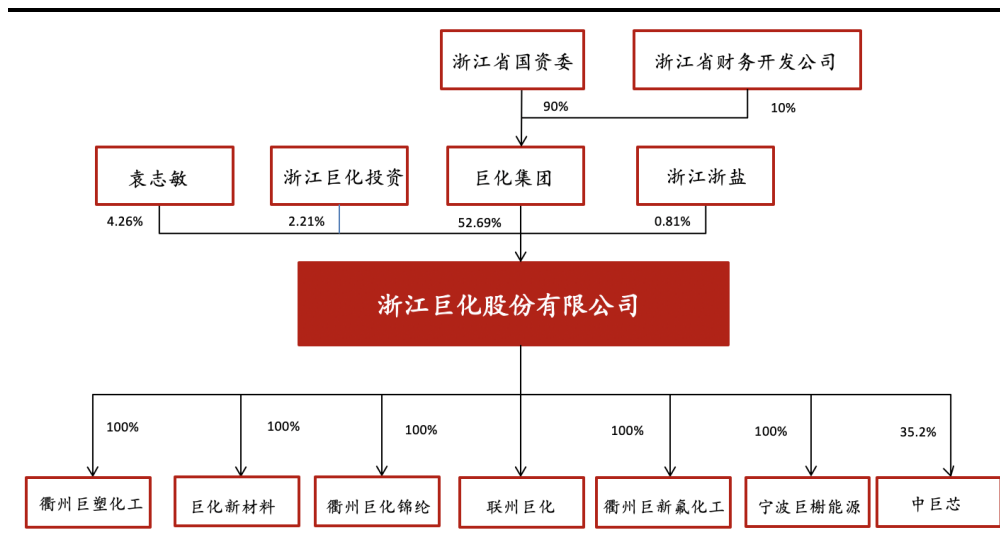 浙江省国资委
浙江省财务开发公司
90%
10%
袁志敏
浙江巨化投资
巨化集团
浙江浙盐
4.26%
2.21%
52.69%
0.81%
浙江巨化股份有限公司
100%
100%
100%
100%
100%
35.2%
衢州巨塑化工
巨化新材料
衢州巨化锦纶
联州巨化
衢州巨新氟化工
宁波巨榭能源
中巨芯